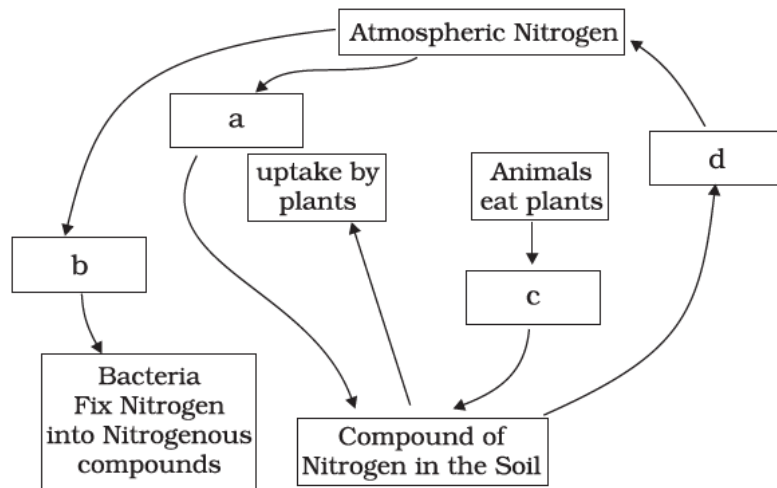 Atmospheric Nitrogen
a
uptake by
plants
Animals
eat plants
d
b
c
Bacteria
Fix Nitrogen
into Nitrogenous
compounds
Compound of
Nitrogen in the Soil